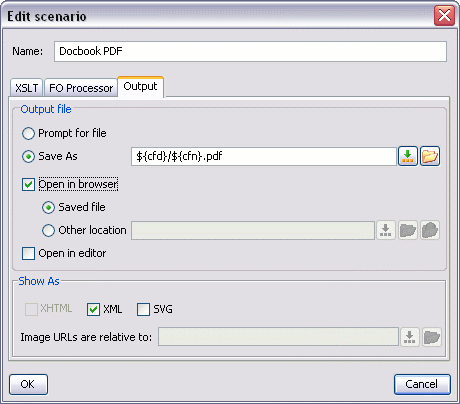 Edit scenario
Name: Docbook PDF
XSLT FO Processor Output
Output file
Prompt for file
Save As ${cfd}/${cfn}.pdf
Open in browser
Saved file
Other location
Open in editor
Show As
XHTML XML SVG
Image URLs are relative to:
OK Cancel